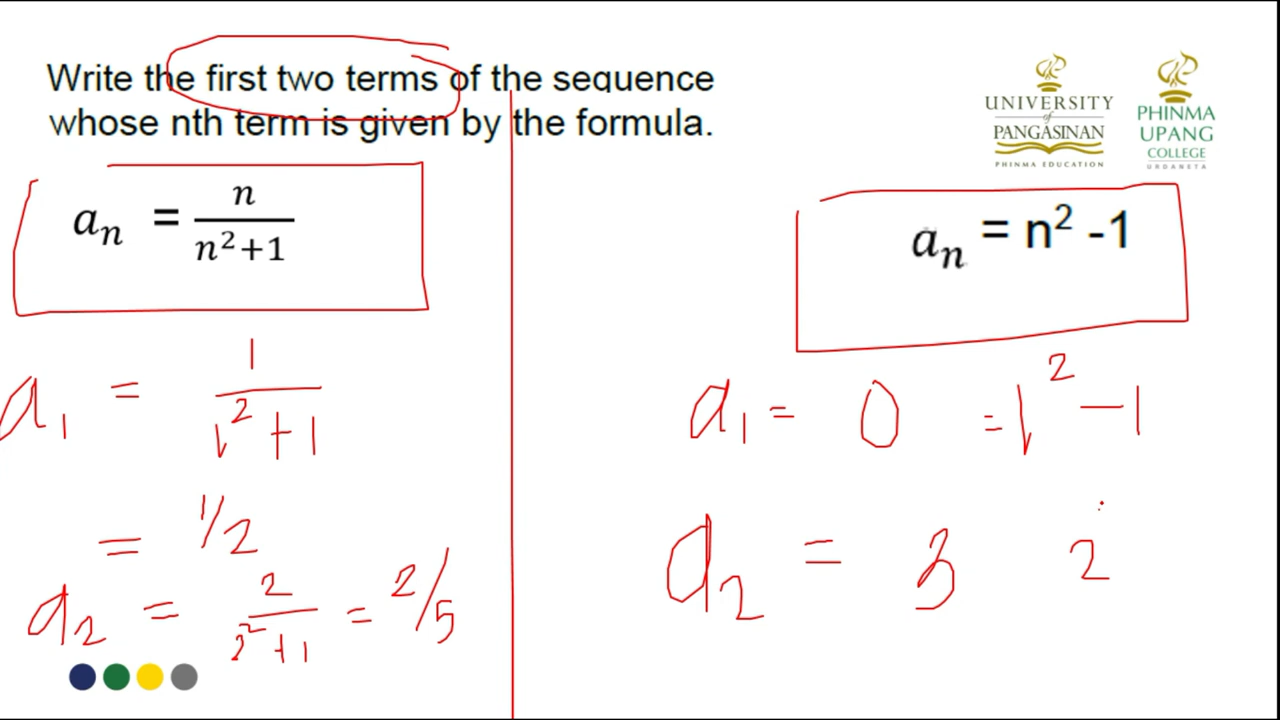 Write the first two terms of the sequence
whose nth term is given by the formula.
UNIVERSITY
of
PANGASINAN
PHINMA EDUCATION
PHINMA
UPANG
COLLEGE
URDANETA
aₙ = n/(n²+1)
a₁ = 1/(1²+1)
= 1/2
a₂ = 2/(2²+1) = 2/5
aₙ = n² -1
a₁ = 0 = 1² - 1
a₂ = 3 2